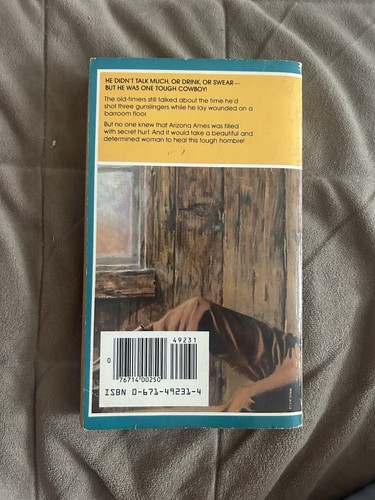 HE DIDN'T TALK MUCH, OR DRINK, OR SWEAR—
BUT HE WAS ONE TOUGH COWBOY!
The old-timers still talked about the time he'd
shot three gunslingers while he lay wounded on a
barroom floor.
But no one knew that Arizona Ames was filled
with secret hurt. And it would take a beautiful and
determined woman to heal this tough hombre!
49231
0
76714 00250
ISBN 0-671-49231-4